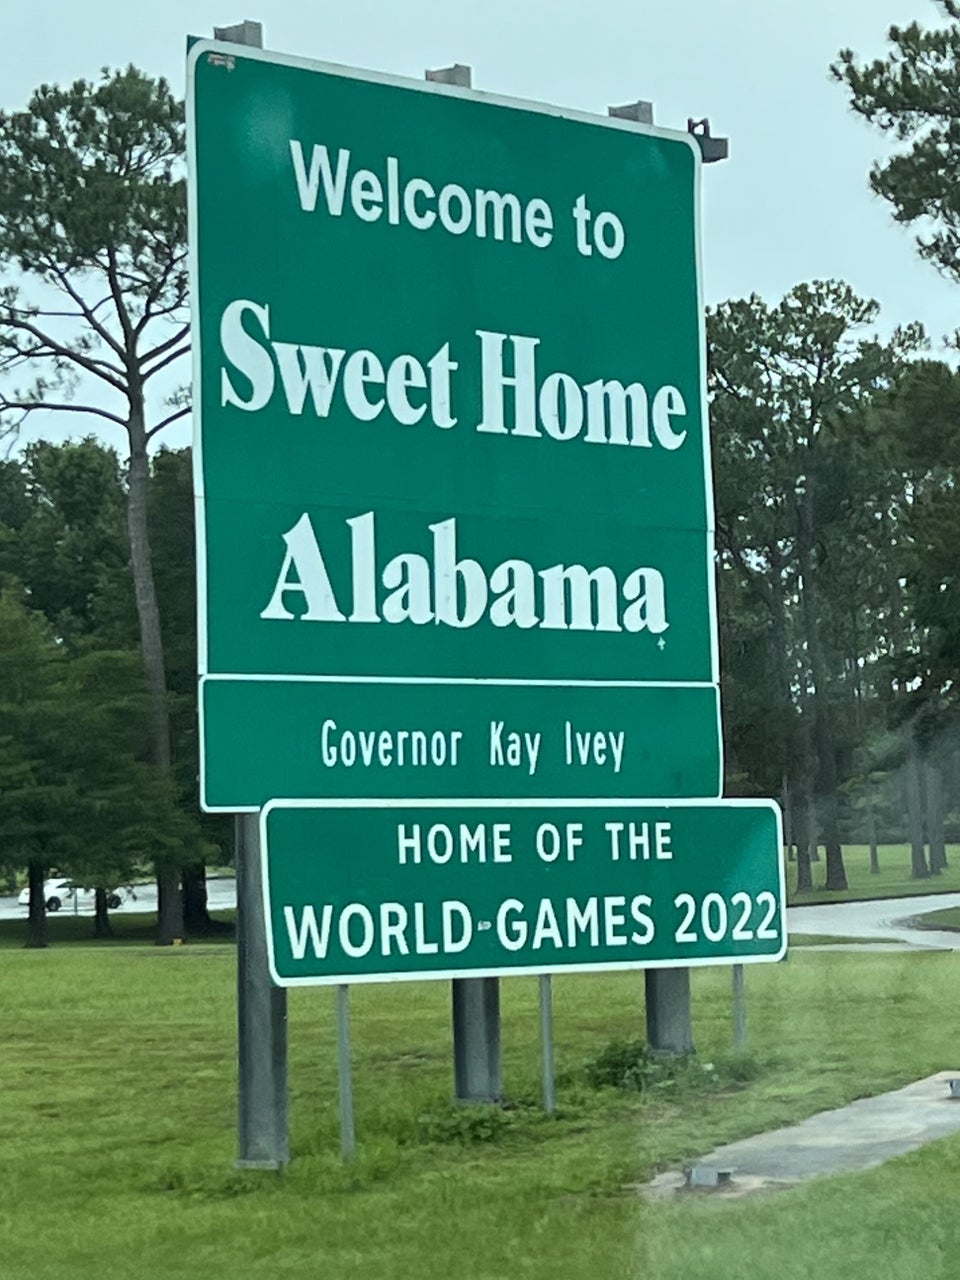 Welcome to
Sweet Home
Alabama
Governor Kay Ivey
HOME OF THE
WORLD GAMES 2022